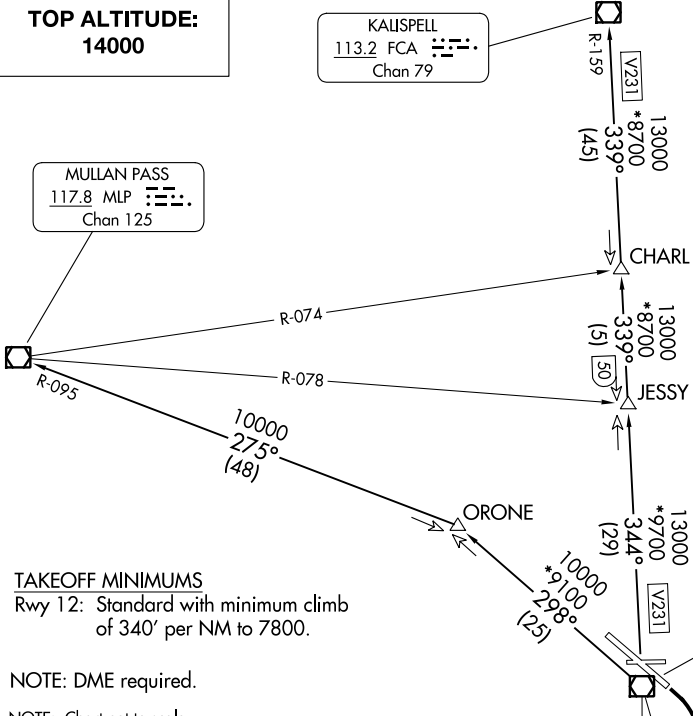 TOP ALTITUDE:
14000
KALISPELL
113.2 FCA
Chan 79
R-159
V231
13000
*8700
339°
(45)
MULLAN PASS
117.8 MLP
Chan 125
CHARL
R-074
13000
*8700
339°
(5)
50
R-095
R-078
JESSY
10000
275°
(48)
ORONE
13000
*9700
344°
(29)
V231
10000
*9100
298°
(25)
TAKEOFF MINIMUMS
Rwy 12: Standard with minimum climb
of 340' per NM to 7800.
NOTE: DME required.